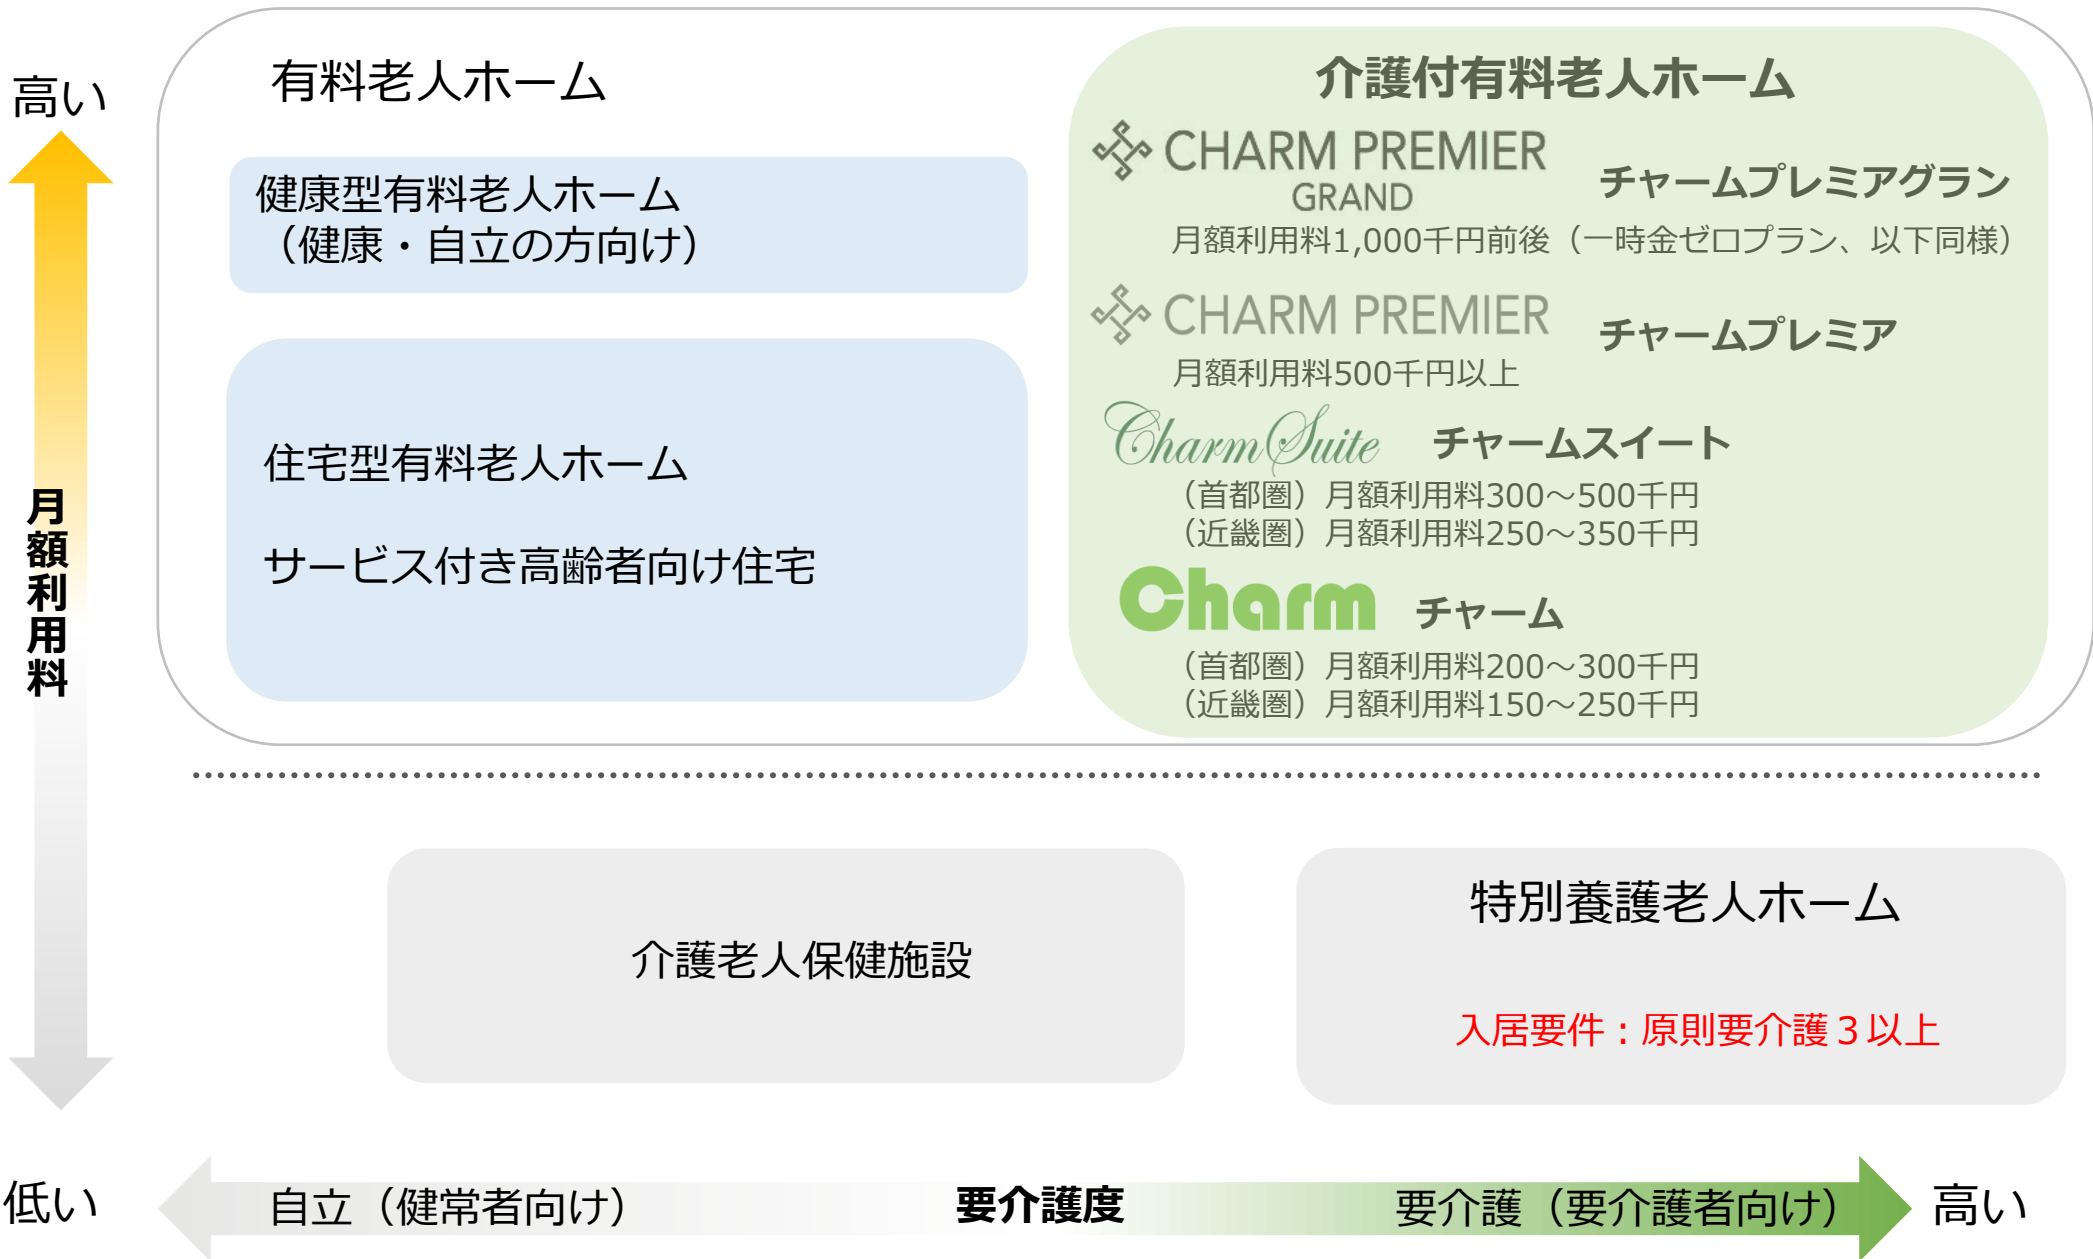 高い
月額利用料
低い
有料老人ホーム
健康型有料老人ホーム
（健康・自立の方向け）
住宅型有料老人ホーム
サービス付き高齢者向け住宅
介護付有料老人ホーム
CHARM PREMIER
GRAND
チャームプレミアグラン
月額利用料1,000千円前後（一時金ゼロプラン、以下同様）
CHARM PREMIER
チャームプレミア
月額利用料500千円以上
Charm Suite
チャームスイート
（首都圏）月額利用料300～500千円
（近畿圏）月額利用料250～350千円
Charm
チャーム
（首都圏）月額利用料200～300千円
（近畿圏）月額利用料150～250千円
介護老人保健施設
特別養護老人ホーム
入居要件：原則要介護３以上
自立（健常者向け）
要介護度
要介護（要介護者向け）
高い